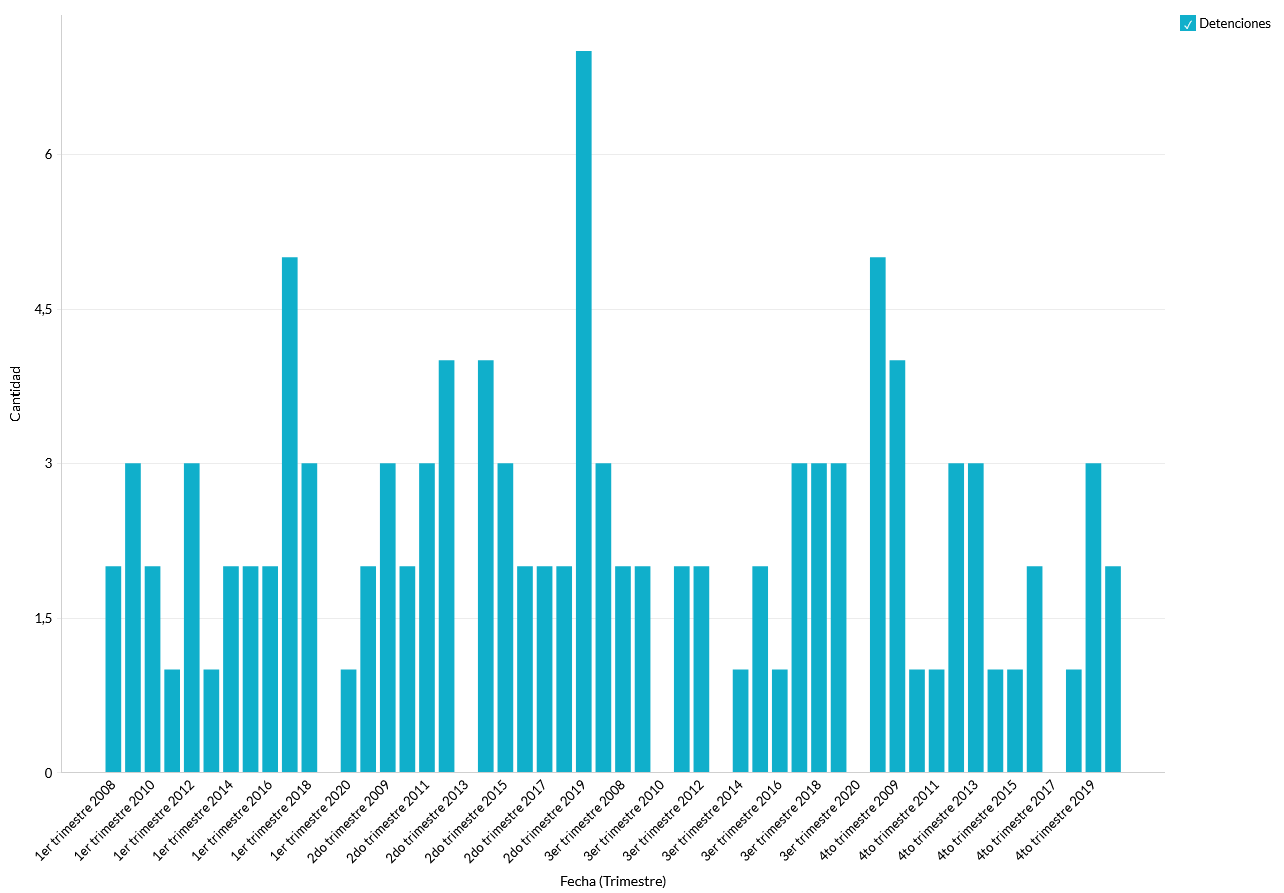 Detenciones
6
4,5
3
1,5
0
Cantidad
1er trimestre 2008
1er trimestre 2010
1er trimestre 2012
1er trimestre 2014
1er trimestre 2016
1er trimestre 2018
1er trimestre 2020
2do trimestre 2009
2do trimestre 2011
2do trimestre 2013
2do trimestre 2015
2do trimestre 2017
2do trimestre 2019
3er trimestre 2008
3er trimestre 2010
3er trimestre 2012
3er trimestre 2014
3er trimestre 2016
3er trimestre 2018
3er trimestre 2020
4to trimestre 2009
4to trimestre 2011
4to trimestre 2013
4to trimestre 2015
4to trimestre 2017
4to trimestre 2019
Fecha (Trimestre)